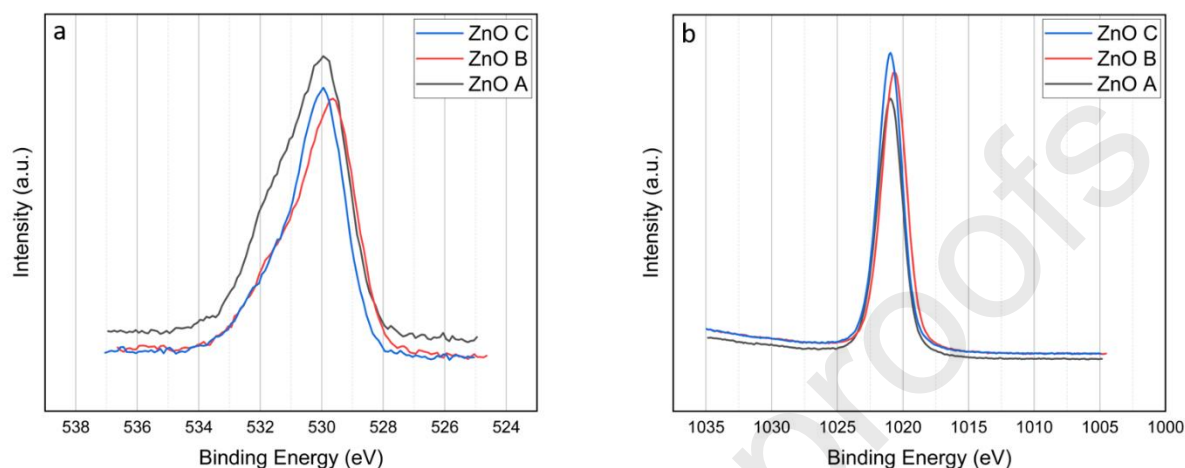 a
ZnO C
ZnO B
ZnO A
Intensity (a.u.)
538 536 534 532 530 528 526 524
Binding Energy (eV)
b
ZnO C
ZnO B
ZnO A
Intensity (a.u.)
1035 1030 1025 1020 1015 1010 1005 1000
Binding Energy (eV)
proofs